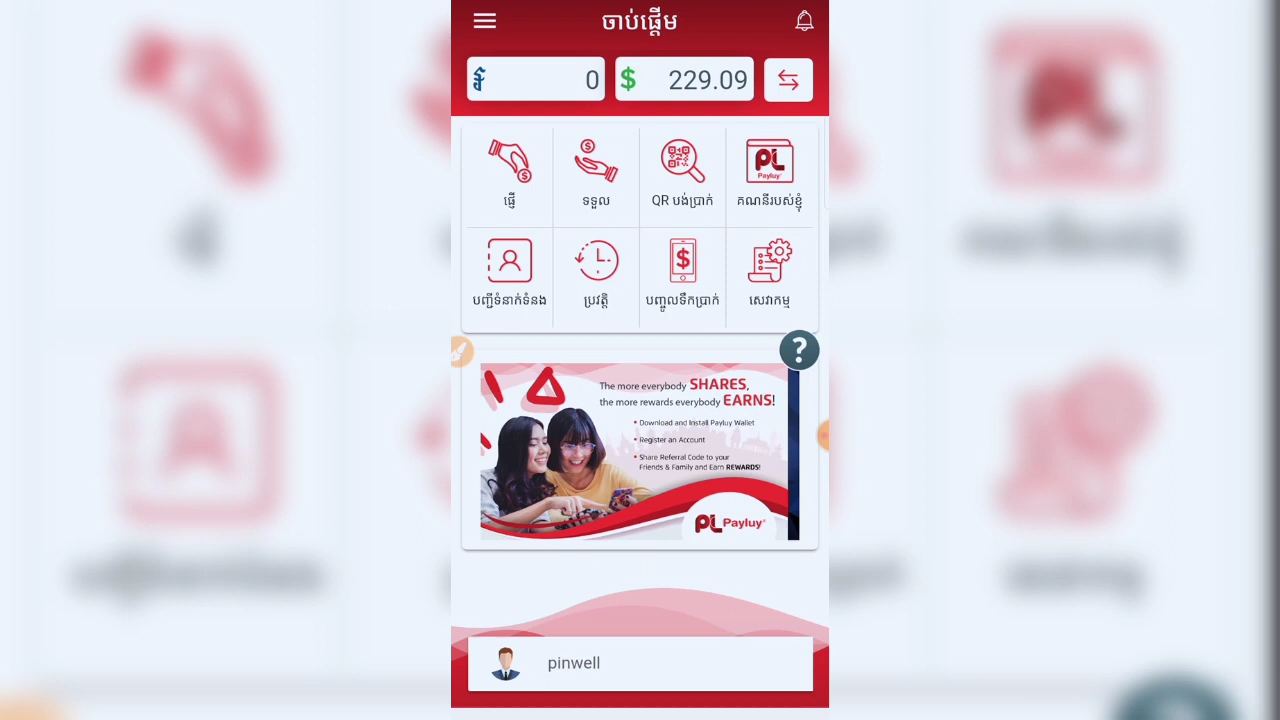 ចាប់ផ្តើម
៛ 0 $ 229.09
ផ្ញើ ទទួល QR បង់ប្រាក់ គណនីរបស់ខ្ញុំ
PL
Payluy
បញ្ជីទំនាក់ទំនង ប្រវត្តិ បញ្ចូលទឹកប្រាក់ សេវាកម្ម
?
The more everybody SHARES,
the more rewards everybody EARNS!
• Download and Install Payluy Wallet
• Register an Account
• Share Referral Code to your
Friends & Family and Earn REWARDS!
PL Payluy
pinwell